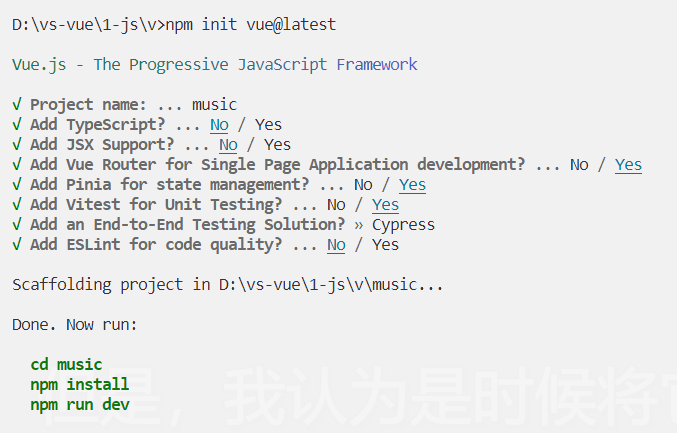 D:\vs-vue\1-js\v>npm init vue@latest
Vue.js - The Progressive JavaScript Framework
√ Project name: ... music
√ Add TypeScript? ... No / Yes
√ Add JSX Support? ... No / Yes
√ Add Vue Router for Single Page Application development? ... No / Yes
√ Add Pinia for state management? ... No / Yes
√ Add Vitest for Unit Testing? ... No / Yes
√ Add an End-to-End Testing Solution? » Cypress
√ Add ESLint for code quality? ... No / Yes
Scaffolding project in D:\vs-vue\1-js\v\music...
Done. Now run:
cd music
npm install
npm run dev
但是，我认为是时候将